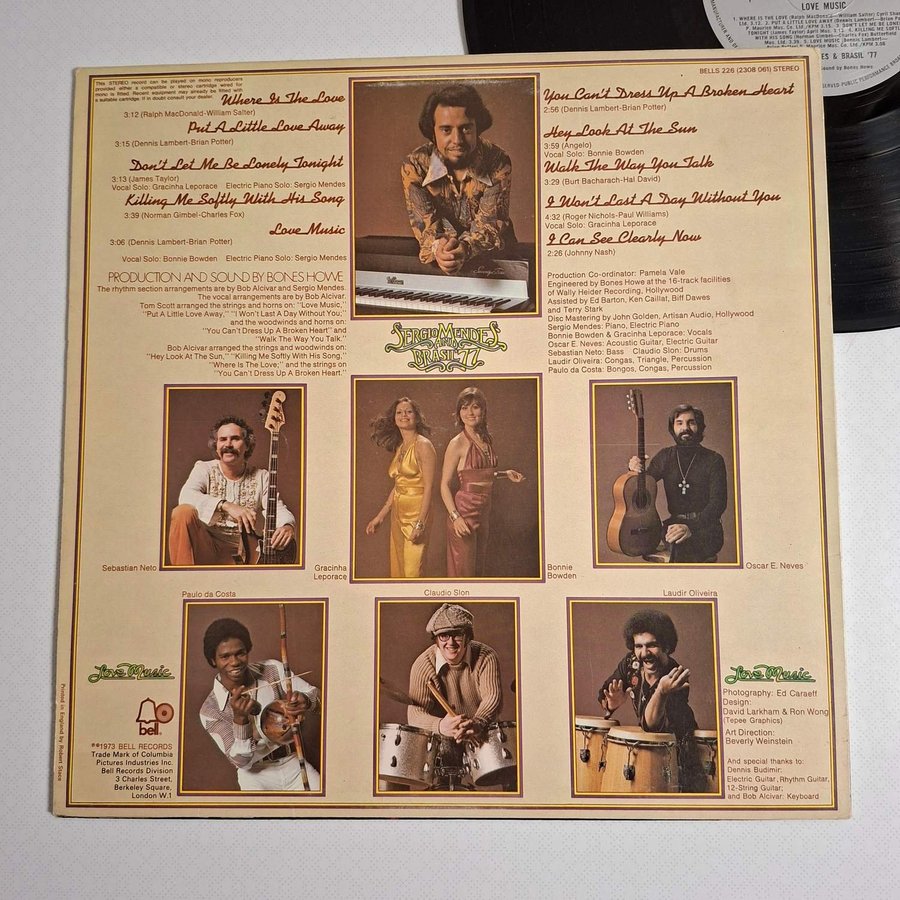 LOVE MUSIC
1. WHERE IS THE LOVE (Ralph MacDonald–William Salter)
2. PUT A LITTLE LOVE AWAY (Dennis Lambert–Brian
& BRASIL '77
BELLS 226 (2308 061) STEREO
This STEREO record can be played on mono reproducers
provided either a compatible or stereo cartridge wired for
mono is fitted. Recent equipment may already be fitted with
a suitable cartridge. If in doubt consult your dealer.
Where Is The Love
3:12 (Ralph MacDonald-William Salter)
Put A Little Love Away
3:15 (Dennis Lambert-Brian Potter)
Don't Let Me Be Lonely Tonight
3:13 (James Taylor)
Vocal Solo: Gracinha Leporace Electric Piano Solo: Sergio Mendes
Killing Me Softly With His Song
3:39 (Norman Gimbel-Charles Fox)
Love Music
3:06 (Dennis Lambert-Brian Potter)
Vocal Solo: Bonnie Bowden Electric Piano Solo: Sergio Mendes
PRODUCTION AND SOUND BY BONES HOWE
The rhythm section arrangements are by Bob Alcivar and Sergio Mendes.
The vocal arrangements are by Bob Alcivar.
Tom Scott arranged the strings and horns on: "Love Music,"
"Put A Little Love Away," "I Won't Last A Day Without You;"
and the woodwinds and horns on:
"You Can't Dress Up A Broken Heart" and
"Walk The Way You Talk."
Bob Alcivar arranged the strings and woodwinds on:
"Hey Look At The Sun," "Killing Me Softly With His Song,"
"Where Is The Love;" and the strings on
"You Can't Dress Up A Broken Heart."
You Can't Dress Up A Broken Heart
2:56 (Dennis Lambert-Brian Potter)
Hey Look At The Sun
3:59 (Angelo)
Vocal Solo: Bonnie Bowden
Walk The Way You Talk
3:29 (Burt Bacharach-Hal David)
I Won't Last A Day Without You
4:32 (Roger Nichols-Paul Williams)
Vocal Solo: Gracinha Leporace
I Can See Clearly Now
2:26 (Johnny Nash)
Production Co-ordinator: Pamela Vale
Engineered by Bones Howe at the 16-track facilities
of Wally Heider Recording, Hollywood
Assisted by Ed Barton, Ken Caillat, Biff Dawes
and Terry Stark
Disc Mastering by John Golden, Artisan Audio, Hollywood
Sergio Mendes: Piano, Electric Piano
Bonnie Bowden & Gracinha Leporace: Vocals
Oscar E. Neves: Acoustic Guitar, Electric Guitar
Sebastian Neto: Bass Claudio Slon: Drums
Laudir Oliveira: Congas, Triangle, Percussion
Paulo da Costa: Bongos, Congas, Percussion
SERGIO MENDES
AND
BRASIL '77
Sebastian Neto
Gracinha
Leporace
Bonnie
Bowden
Oscar E. Neves
Paulo da Costa
Claudio Slon
Laudir Oliveira
Love Music
bell
℗©1973 BELL RECORDS
Trade Mark of Columbia
Pictures Industries Inc.
Bell Records Division
3 Charles Street,
Berkeley Square,
London W.1
Printed in England by Robert Stace
Love Music
Photography: Ed Caraeff
Design:
David Larkham & Ron Wong
(Tepee Graphics)
Art Direction:
Beverly Weinstein
And special thanks to:
Dennis Budimir:
Electric Guitar, Rhythm Guitar,
12-String Guitar;
and Bob Alcivar: Keyboard